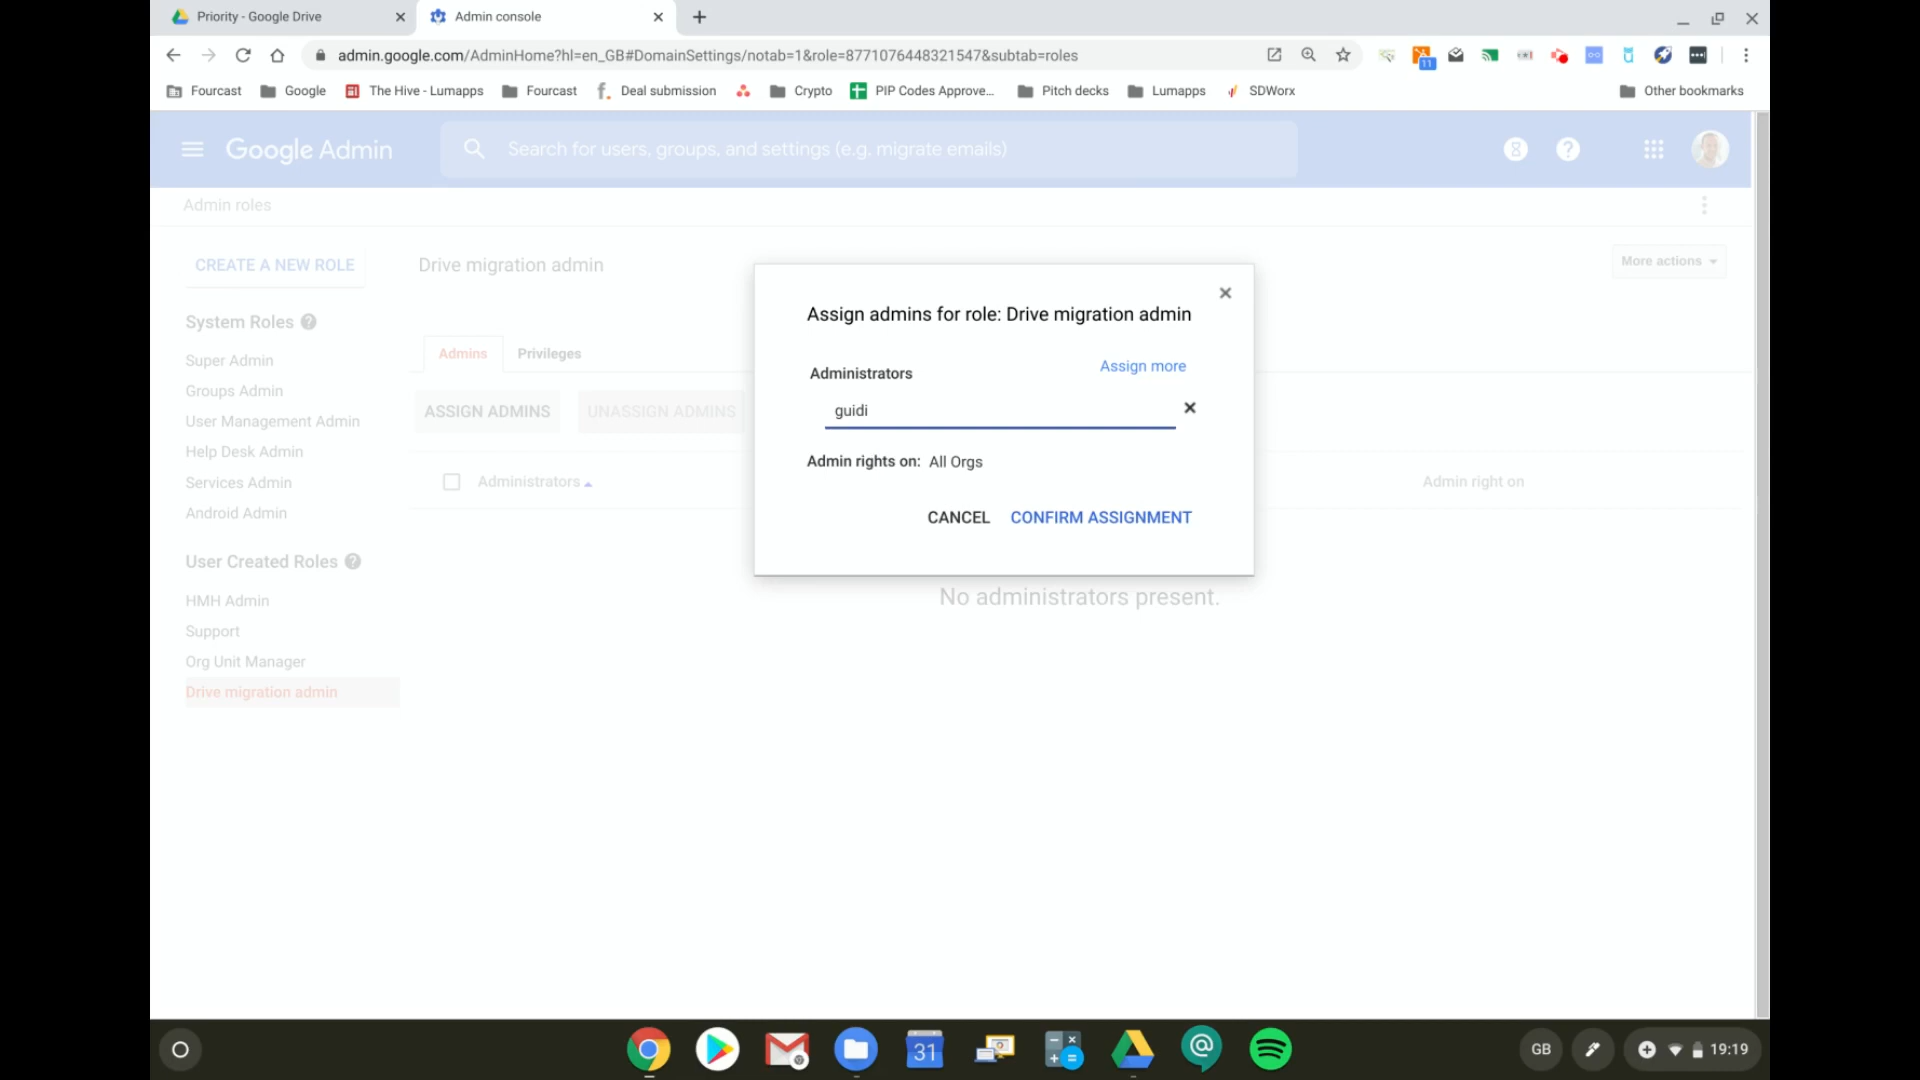 Priority - Google Drive
Admin console
admin.google.com/AdminHome?hl=en_GB#DomainSettings/notab=1&role=8771076448321547&subtab=roles
11
Fourcast
Google
The Hive - Lumapps
Fourcast
Deal submission
Crypto
PIP Codes Approve...
Pitch decks
Lumapps
SDWorx
Other bookmarks
Google Admin
Search for users, groups, and settings (e.g. migrate emails)
Admin roles
CREATE A NEW ROLE
Drive migration admin
More actions
System Roles
Super Admin
Groups Admin
User Management Admin
Help Desk Admin
Services Admin
Android Admin
User Created Roles
HMH Admin
Support
Org Unit Manager
Drive migration admin
Admins
Privileges
ASSIGN ADMINS
UNASSIGN ADMINS
Administrators
Admin right on
No administrators present.
Assign admins for role: Drive migration admin
Administrators
Assign more
guidi
Admin rights on: All Orgs
CANCEL
CONFIRM ASSIGNMENT
31
GB
19:19